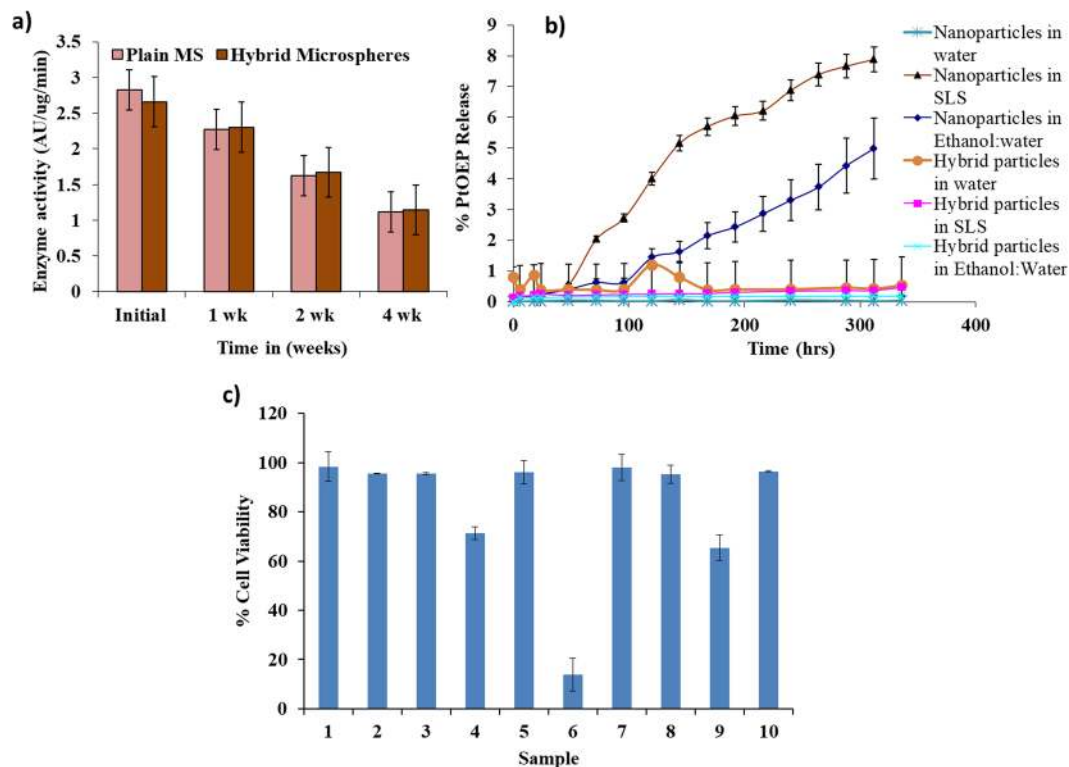 a)
3.5
3
2.5
2
1.5
1
0.5
0
Plain MS Hybrid Microspheres
Enzyme activity (AU/ug/min)
Initial 1 wk 2 wk 4 wk
Time in (weeks)
b)
9
8
7
6
5
4
3
2
1
0
% PtOEP Release
0 100 200 300 400
Time (hrs)
Nanoparticles in
water
Nanoparticles in
SLS
Nanoparticles in
Ethanol:water
Hybrid particles
in water
Hybrid particles
in SLS
Hybrid particles
in Ethanol:Water
c)
120
100
80
60
40
20
0
% Cell Viability
1 2 3 4 5 6 7 8 9 10
Sample